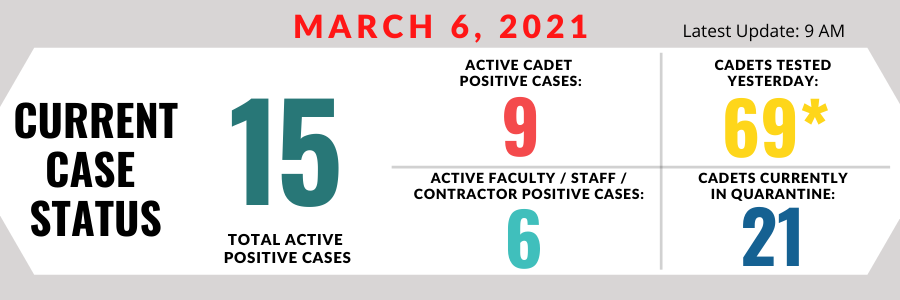 MARCH 6, 2021
Latest Update: 9 AM
CURRENT
CASE
STATUS
15
TOTAL ACTIVE
POSITIVE CASES
ACTIVE CADET
POSITIVE CASES:
9
CADETS TESTED
YESTERDAY:
69*
ACTIVE FACULTY / STAFF /
CONTRACTOR POSITIVE CASES:
6
CADETS CURRENTLY
IN QUARANTINE:
21